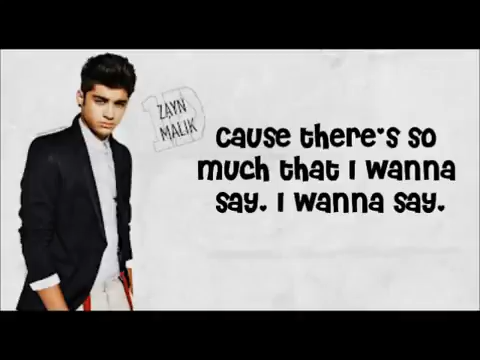 ZAYN
MALIK
1D
cause there's so
much that I wanna
say. I wanna say.